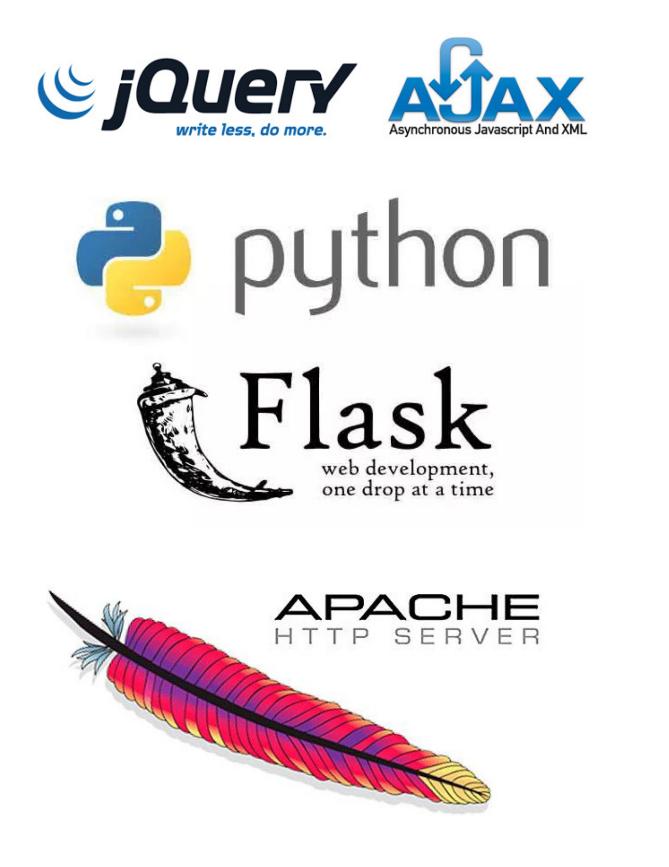 jQuery
write less, do more.
AJAX
Asynchronous Javascript And XML
python
Flask
web development,
one drop at a time
APACHE
HTTP SERVER